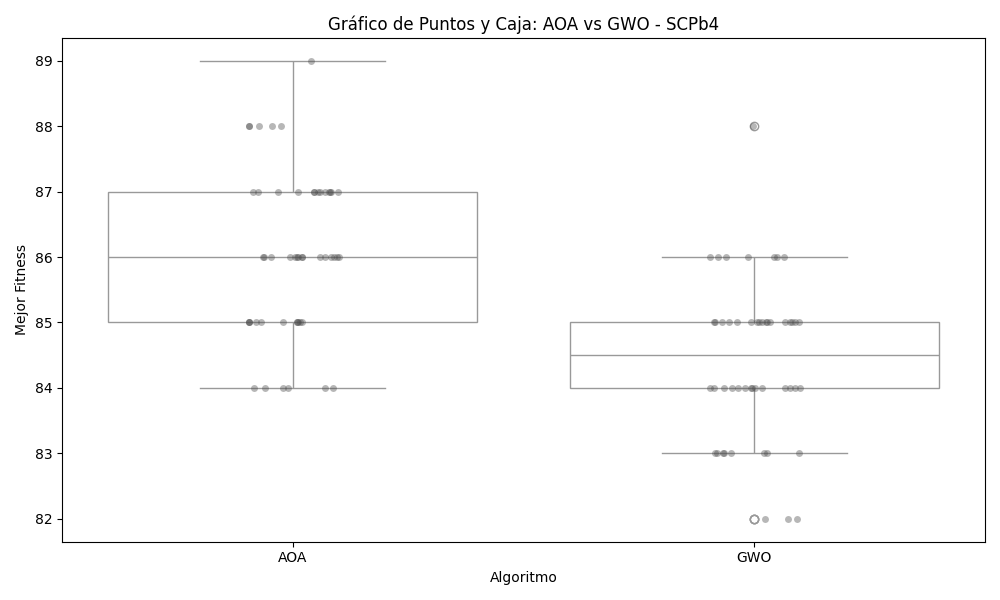 Gráfico de Puntos y Caja: AOA vs GWO - SCPb4
89
88
87
86
85
84
83
82
Mejor Fitness
AOA
GWO
Algoritmo